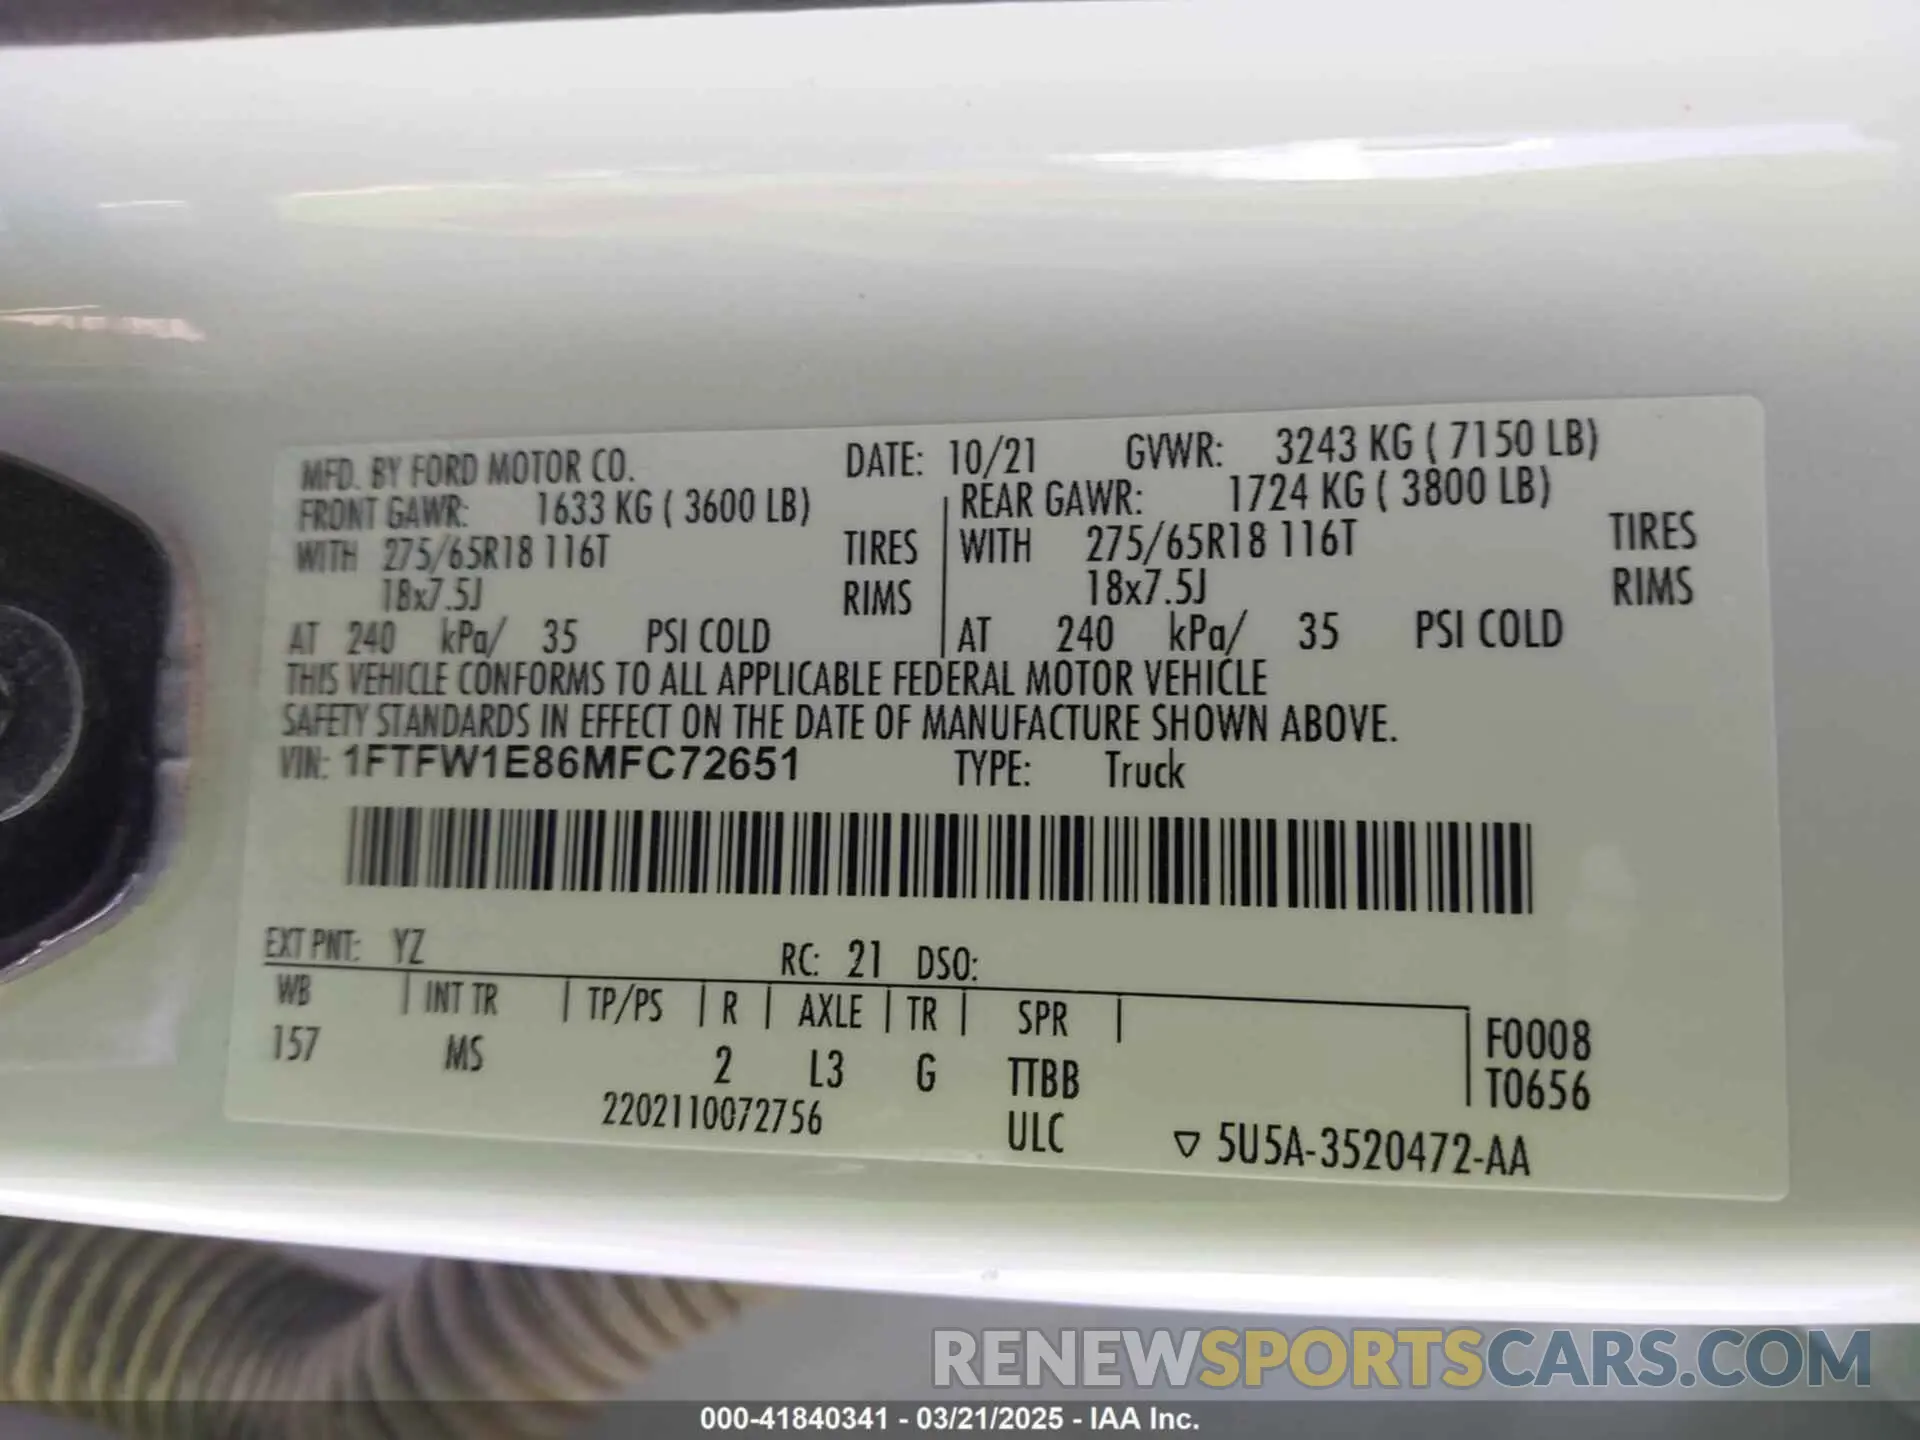 MFD. BY FORD MOTOR CO. DATE: 10/21 GVWR: 3243 KG ( 7150 LB)
FRONT GAWR: 1633 KG ( 3600 LB) REAR GAWR: 1724 KG ( 3800 LB)
WITH 275/65R18 116T TIRES WITH 275/65R18 116T TIRES
18x7.5J RIMS 18x7.5J RIMS
AT 240 kPa/ 35 PSI COLD AT 240 kPa/ 35 PSI COLD
THIS VEHICLE CONFORMS TO ALL APPLICABLE FEDERAL MOTOR VEHICLE
SAFETY STANDARDS IN EFFECT ON THE DATE OF MANUFACTURE SHOWN ABOVE.
VIN: 1FTFW1E86MFC72651 TYPE: Truck
EXT PNT: YZ RC: 21 DSO:
WB INT TR TP/PS R AXLE TR SPR F0008
157 MS 2 L3 G TTBB T0656
2202110072756 ULC ▽ 5U5A-3520472-AA
RENEWSPORTSCARS.COM
000-41840341 - 03/21/2025 - IAA Inc.